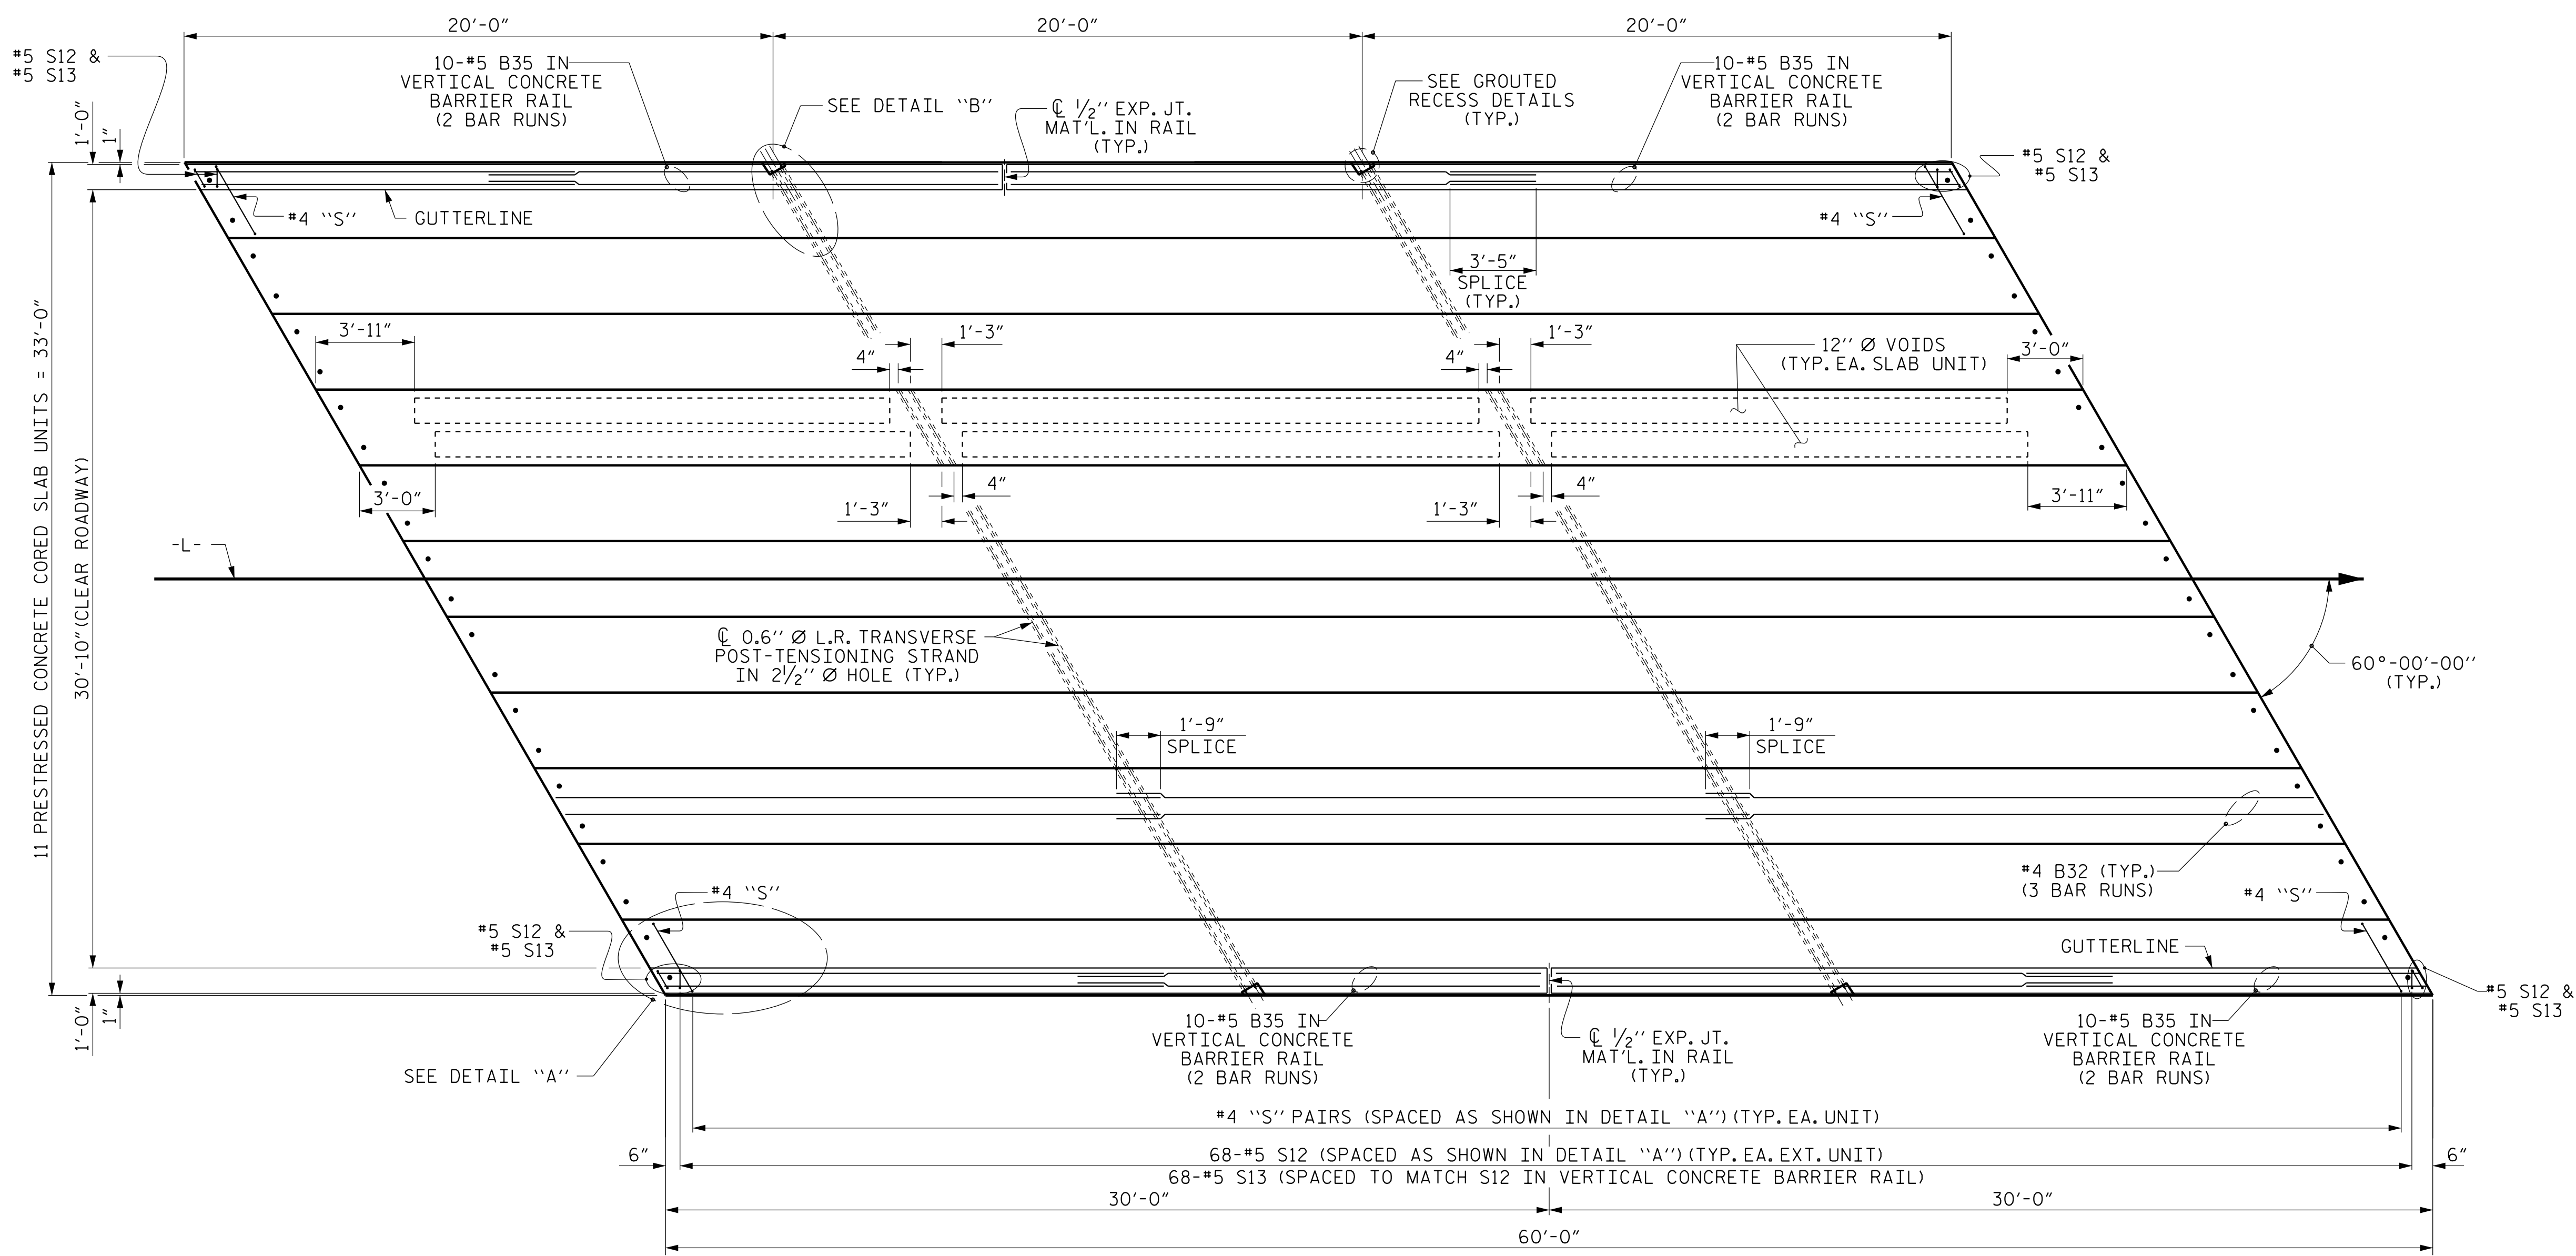 20'-0"
20'-0"
20'-0"
#5 S12 &
#5 S13
10-#5 B35 IN
VERTICAL CONCRETE
BARRIER RAIL
(2 BAR RUNS)
SEE DETAIL "B"
℄ 1/2" EXP. JT.
MAT'L. IN RAIL
(TYP.)
SEE GROUTED
RECESS DETAILS
(TYP.)
10-#5 B35 IN
VERTICAL CONCRETE
BARRIER RAIL
(2 BAR RUNS)
#5 S12 &
#5 S13
1'-0"
1"
#4 "S"
GUTTERLINE
#4 "S"
3'-5"
SPLICE
(TYP.)
3'-11"
1'-3"
4"
1'-3"
4"
12" Ø VOIDS
(TYP. EA. SLAB UNIT)
3'-0"
11 PRESTRESSED CONCRETE CORED SLAB UNITS = 33'-0"
30'-10" (CLEAR ROADWAY)
3'-0"
4"
1'-3"
4"
1'-3"
3'-11"
-L-
℄ 0.6" Ø L.R. TRANSVERSE
POST-TENSIONING STRAND
IN 2 1/2" Ø HOLE (TYP.)
60°-00'-00"
(TYP.)
1'-9"
SPLICE
1'-9"
SPLICE
#4 B32 (TYP.)
(3 BAR RUNS)
#4 "S"
#4 "S"
#5 S12 &
#5 S13
GUTTERLINE
1'-0"
1"
#5 S12 &
#5 S13
10-#5 B35 IN
VERTICAL CONCRETE
BARRIER RAIL
(2 BAR RUNS)
℄ 1/2" EXP. JT.
MAT'L. IN RAIL
(TYP.)
10-#5 B35 IN
VERTICAL CONCRETE
BARRIER RAIL
(2 BAR RUNS)
SEE DETAIL "A"
#4 "S" PAIRS (SPACED AS SHOWN IN DETAIL "A") (TYP. EA. UNIT)
6"
68-#5 S12 (SPACED AS SHOWN IN DETAIL "A") (TYP. EA. EXT. UNIT)
6"
68-#5 S13 (SPACED TO MATCH S12 IN VERTICAL CONCRETE BARRIER RAIL)
30'-0"
30'-0"
60'-0"